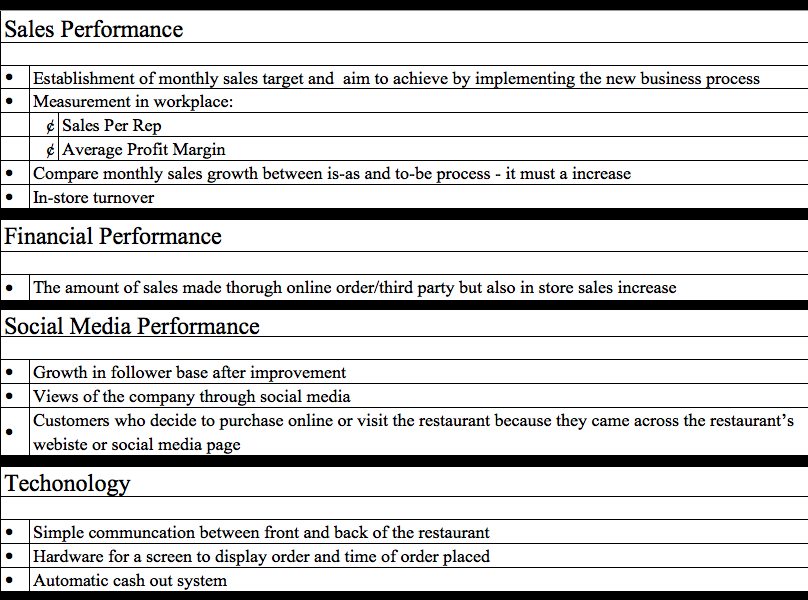 Sales Performance
• Establishment of monthly sales target and  aim to achieve by implementing the new business process
• Measurement in workplace:
¢ Sales Per Rep
¢ Average Profit Margin
• Compare monthly sales growth between is-as and to-be process - it must a increase
• In-store turnover
Financial Performance
• The amount of sales made thorugh online order/third party but also in store sales increase
Social Media Performance
• Growth in follower base after improvement
• Views of the company through social media
• Customers who decide to purchase online or visit the restaurant because they came across the restaurant’s
webiste or social media page
Techonology
• Simple communcation between front and back of the restaurant
• Hardware for a screen to display order and time of order placed
• Automatic cash out system